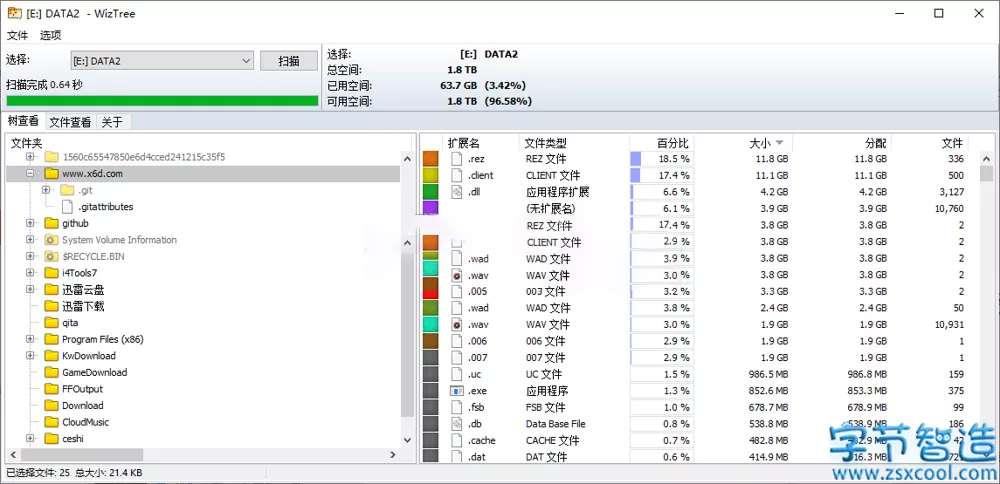 [E:] DATA2 - WizTree
文件 选项
选择: [E:] DATA2 扫描
扫描完成 0.64 秒
选择: [E:] DATA2
总空间: 1.8 TB
已用空间: 63.7 GB (3.42%)
可用空间: 1.8 TB (96.58%)
树查看 文件查看 关于
文件夹
1560c65547850e6d4cced241215c35f5
www.x6d.com
.git
.gitattributes
github
System Volume Information
$RECYCLE.BIN
i4Tools7
迅雷云盘
迅雷下载
qita
Program Files (x86)
KwDownload
GameDownload
FFOutput
Download
CloudMusic
ceshi
扩展名 文件类型 百分比 大小 分配 文件
.rez REZ 文件 18.5 % 11.8 GB 11.8 GB 336
.client CLIENT 文件 17.4 % 11.1 GB 11.1 GB 500
.dll 应用程序扩展 6.6 % 4.2 GB 4.2 GB 3,127
(无扩展名) 6.1 % 3.9 GB 3.9 GB 10,760
REZ 文件 17.4 % 3.8 GB 3.8 GB 2
CLIENT 文件 2.9 % 3.8 GB 3.8 GB 2
.wad WAD 文件 3.9 % 3.8 GB 3.8 GB 2
.wav WAV 文件 3.0 % 3.8 GB 3.8 GB 2
.005 003 文件 3.2 % 3.3 GB 3.3 GB 2
.wad WAD 文件 3.8 % 2.4 GB 2.4 GB 50
.wav WAV 文件 3.0 % 1.9 GB 1.9 GB 10,931
.006 006 文件 2.9 % 1.9 GB 1.9 GB 2
.007 007 文件 2.9 % 1.9 GB 1.9 GB 2
.uc UC 文件 1.5 % 986.5 MB 986.8 MB 159
.exe 应用程序 1.3 % 852.6 MB 853.3 MB 375
.fsb FSB 文件 1.0 % 678.7 MB 678.9 MB 99
.db Data Base File 0.8 % 538.8 MB 538.9 MB 186
.cache CACHE 文件 0.7 % 482.8 MB
.dat DAT 文件 0.6 % 414.9 MB
已选择文件: 25 总大小: 21.4 KB
字节智造
www.zsxcool.com